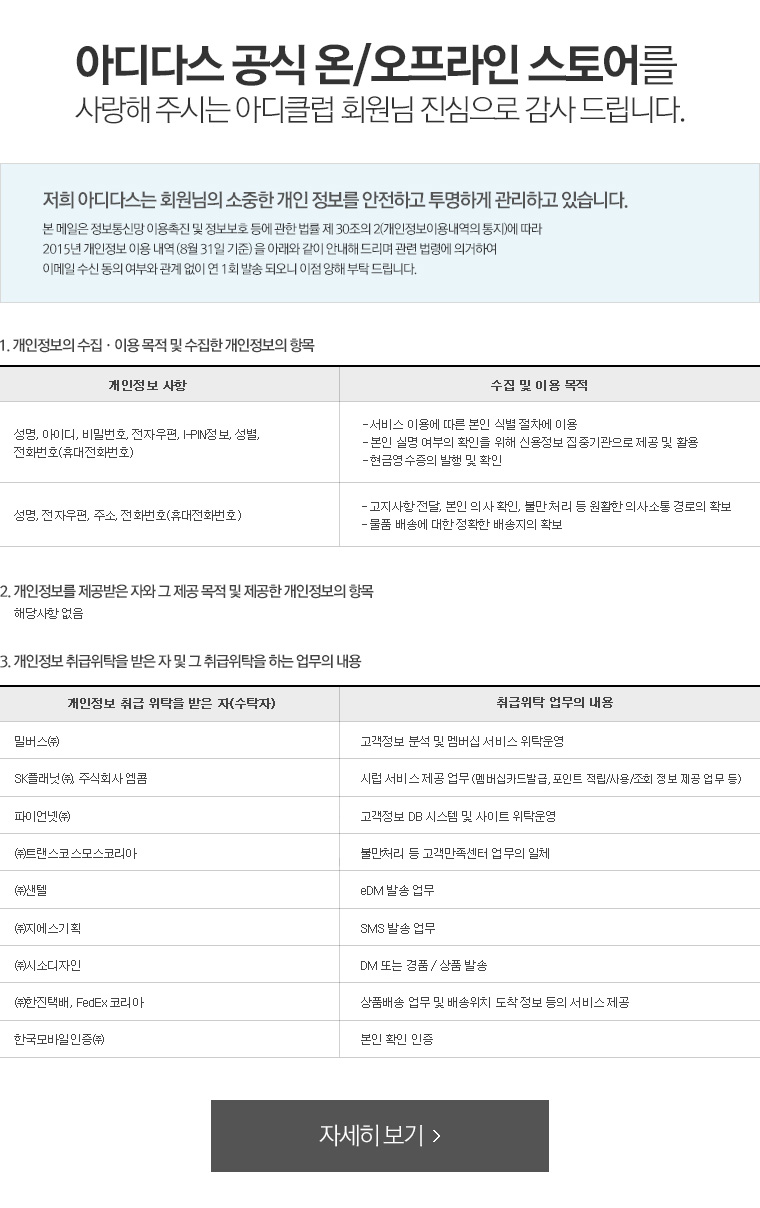 아디다스 공식 온/오프라인 스토어를
사랑해 주시는 아디클럽 회원님 진심으로 감사 드립니다.
저희 아디다스는 회원님의 소중한 개인 정보를 안전하고 투명하게 관리하고 있습니다.
본 메일은 정보통신망 이용촉진 및 정보보호 등에 관한 법률 제 30조의 2(개인정보이용내역의 통지)에 따라
2015년 개인정보 이용 내역 (8월 31일 기준) 을 아래와 같이 안내해 드리며 관련 법령에 의거하여
이메일 수신 동의 여부와 관계 없이 연 1회 발송 되오니 이점 양해 부탁 드립니다.
1. 개인정보의 수집 · 이용 목적 및 수집한 개인정보의 항목
개인정보 사항
수집 및 이용 목적
성명, 아이디, 비밀번호, 전자우편, I-PIN정보, 성별,
전화번호(휴대전화번호)
- 서비스 이용에 따른 본인 식별 절차에 이용
- 본인 실명 여부의 확인을 위해 신용정보 집중기관으로 제공 및 활용
- 현금영수증의 발행 및 확인
성명, 전자우편, 주소, 전화번호(휴대전화번호)
- 고지사항 전달, 본인 의사 확인, 불만 처리 등 원활한 의사소통 경로의 확보
- 물품 배송에 대한 정확한 배송지의 확보
2. 개인정보를 제공받은 자와 그 제공 목적 및 제공한 개인정보의 항목
해당사항 없음
3. 개인정보 취급위탁을 받은 자 및 그 취급위탁을 하는 업무의 내용
개인정보 취급 위탁을 받은 자(수탁자)
취급위탁 업무의 내용
밀버스㈜
고객정보 분석 및 멤버십 서비스 위탁운영
SK플래닛㈜, 주식회사 엠콤
시럽 서비스 제공 업무 (멤버십카드발급, 포인트 적립/사용/조회 정보 제공 업무 등)
파이언넷㈜
고객정보 DB 시스템 및 사이트 위탁운영
㈜트랜스코스모스코리아
불만처리 등 고객만족센터 업무의 일체
㈜샌텔
eDM 발송 업무
㈜지에스기획
SMS 발송 업무
㈜시소디자인
DM 또는 경품 / 상품 발송
㈜한진택배, FedEx 코리아
상품배송 업무 및 배송위치 도착 정보 등의 서비스 제공
한국모바일인증㈜
본인 확인 인증
자세히 보기 >